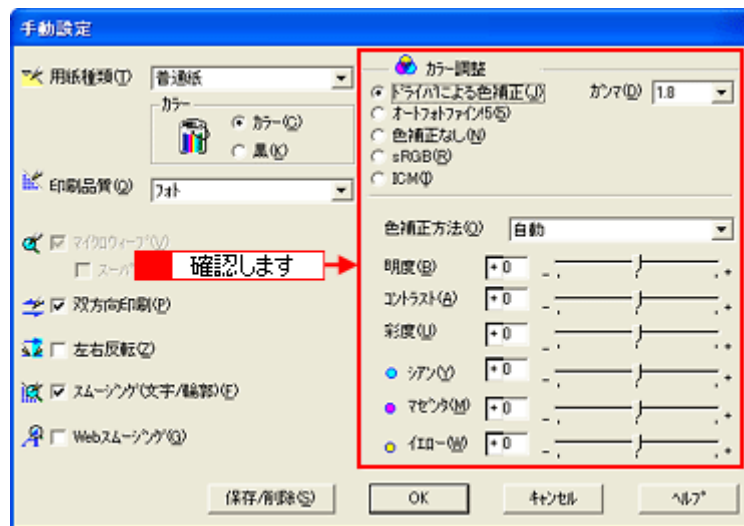 手動設定
用紙種類(T) 普通紙
カラー
カラー(C)
黒(K)
印刷品質(Q) フォト
マイクロウィーブ(V)
スーパ
双方向印刷(P)
左右反転(Z)
スムージング(文字/輪郭)(F)
Webスムージング(G)
確認します
カラー調整
ドライバによる色補正(J) ガンマ(D) 1.8
オートフォトファイン!5(5)
色補正なし(N)
sRGB(R)
ICM(I)
色補正方法(O) 自動
明度(B) +0 - +
コントラスト(A) +0 - +
彩度(U) +0 - +
シアン(Y) +0 - +
マゼンタ(M) +0 - +
イエロー(W) +0 - +
保存/削除(S) OK キャンセル ヘルプ